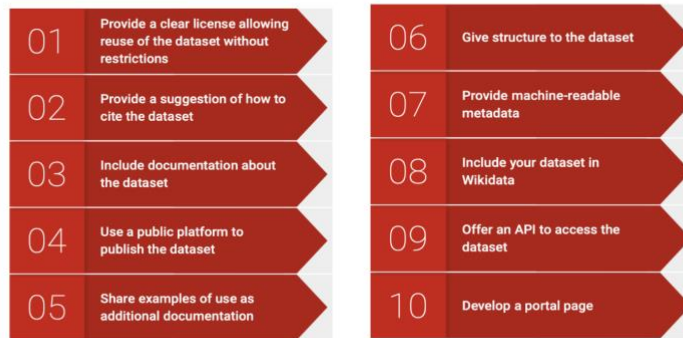 01
Provide a clear license allowing
reuse of the dataset without
restrictions
02
Provide a suggestion of how to
cite the dataset
03
Include documentation about
the dataset
04
Use a public platform to
publish the dataset
05
Share examples of use as
additional documentation
06
Give structure to the dataset
07
Provide machine-readable
metadata
08
Include your dataset in
Wikidata
09
Offer an API to access the
dataset
10
Develop a portal page